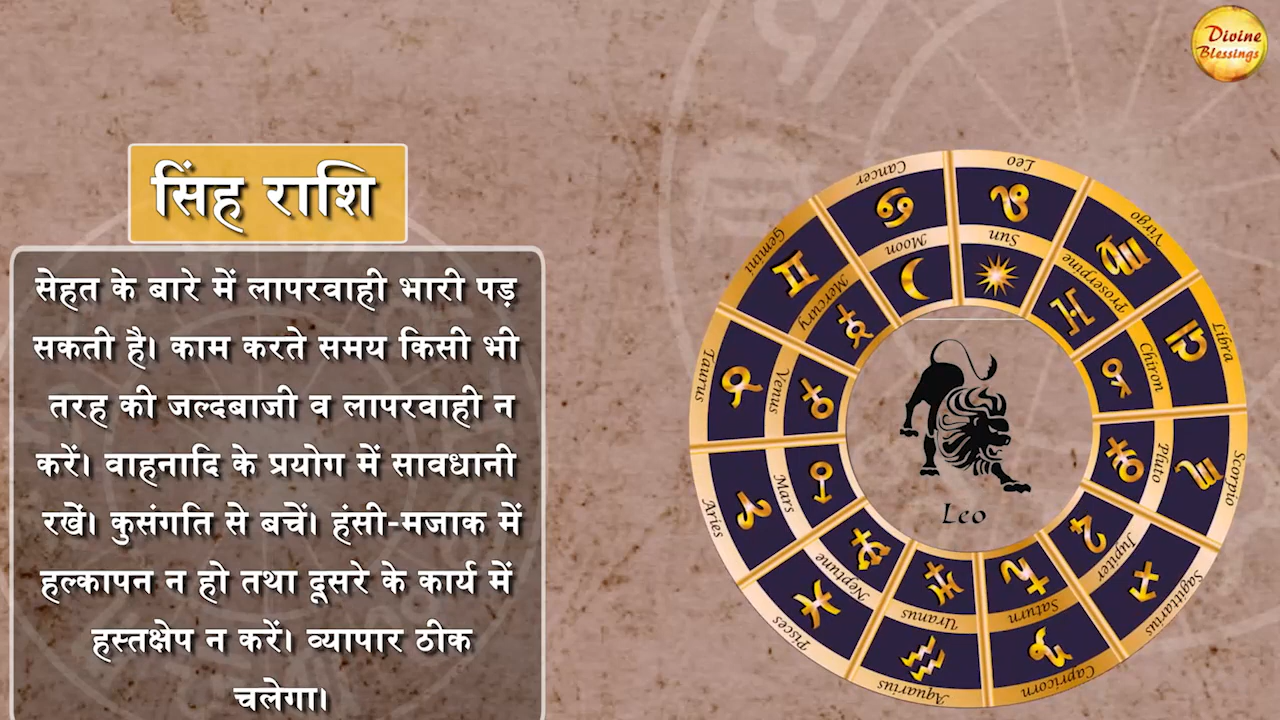 Divine
Blessings
सिंह राशि
सेहत के बारे में लापरवाही भारी पड़
सकती है। काम करते समय किसी भी
तरह की जल्दबाजी व लापरवाही न
करें। वाहनादि के प्रयोग में सावधानी
रखें। कुसंगति से बचें। हंसी-मजाक में
हल्कापन न हो तथा दूसरे के कार्य में
हस्तक्षेप न करें। व्यापार ठीक
चलेगा।
Cancer
Leo
Virgo
Libra
Scorpio
Sagittarius
Capricorn
Aquarius
Pisces
Aries
Taurus
Gemini
Moon
Sun
Proserpine
Chiron
Pluto
Jupiter
Saturn
Uranus
Neptune
Mars
Venus
Mercury
Leo